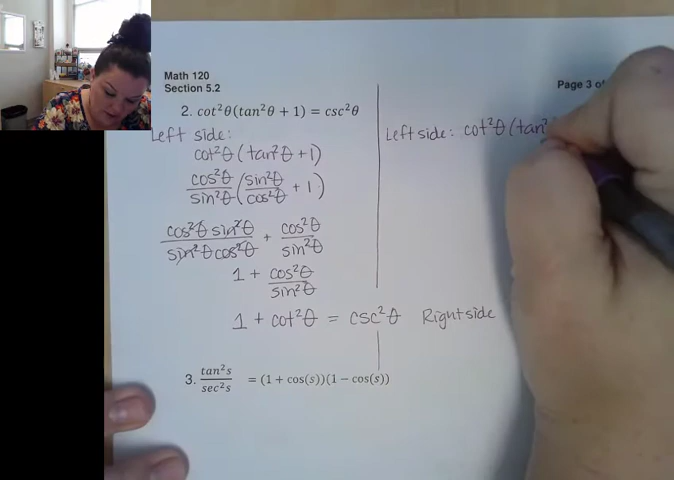 Math 120
Section 5.2
Page 3 o
2. cot²θ(tan²θ + 1) = csc²θ
Left side:
cot²θ (tan²θ + 1)
cos²θ/sin²θ (sin²θ/cos²θ + 1)
cos²θ sin²θ/sin²θ cos²θ + cos²θ/sin²θ
1 + cos²θ/sin²θ
1 + cot²θ = csc²θ Right side
Left side: cot²θ (tan²
3. tan²s/sec²s = (1 + cos(s))(1 − cos(s))